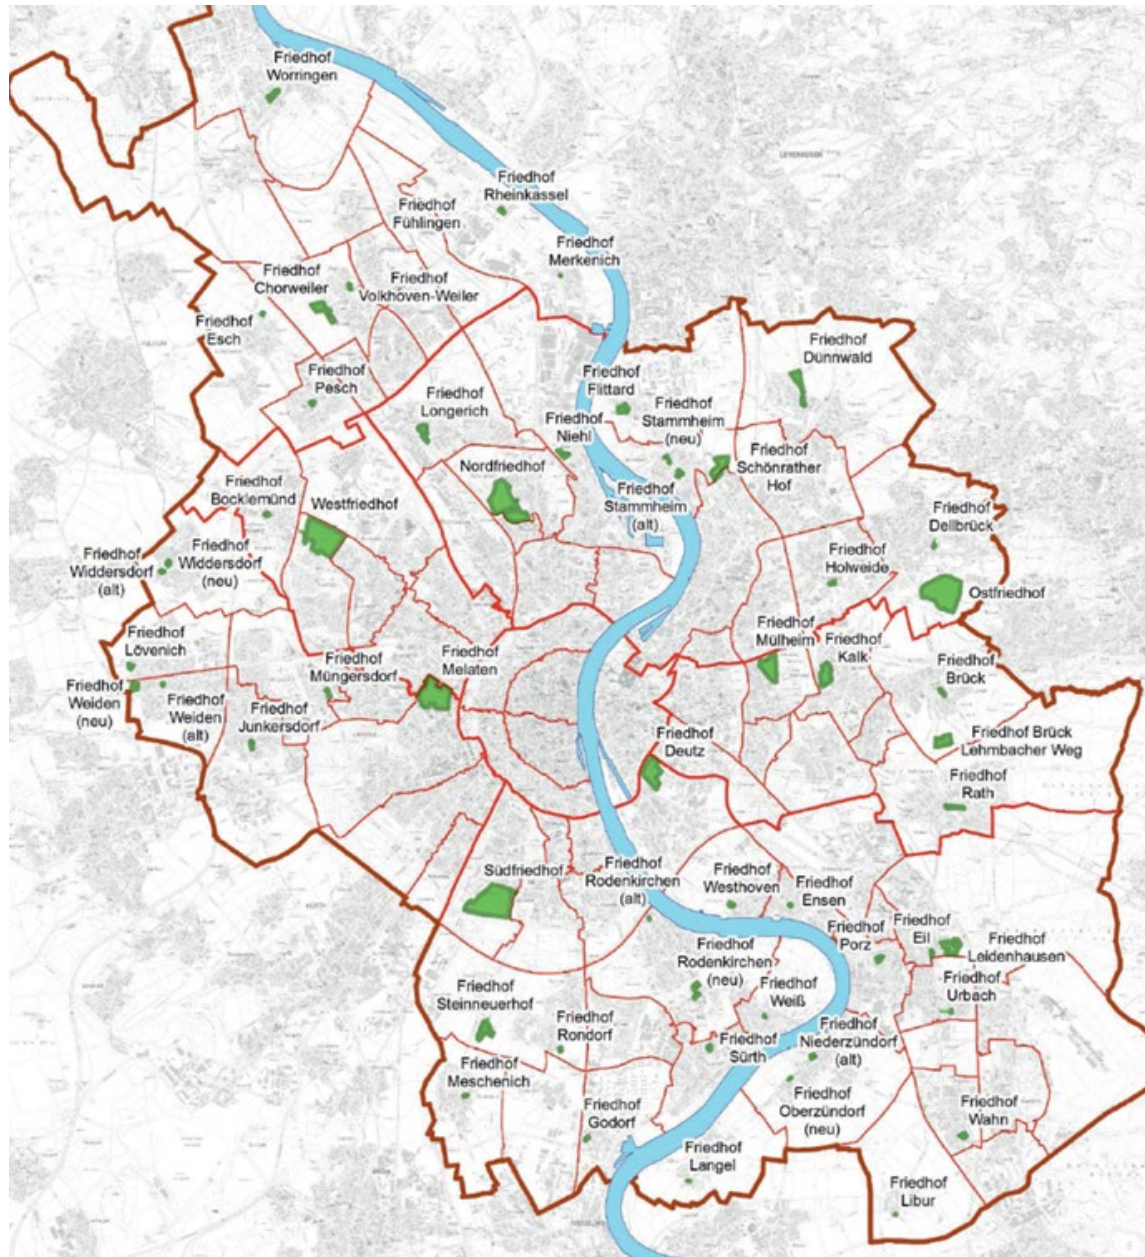 Friedhof
Worringen
Friedhof
Rheinkassel
Friedhof
Fühlingen
Friedhof
Merkenich
LEVERKUSEN
Friedhof
Chorweiler
Friedhof
Volkhoven-Weiler
Friedhof
Esch
Friedhof
Pesch
Friedhof
Dünnwald
Friedhof
Flittard
Friedhof
Longerich
Friedhof
Niehl
Friedhof
Stammheim
(neu)
Friedhof
Schönrather
Hof
Nordfriedhof
Friedhof
Stammheim
(alt)
Friedhof
Bocklemünd
Westfriedhof
Friedhof
Dellbrück
Friedhof
Widdersdorf
(alt)
Friedhof
Widdersdorf
(neu)
Friedhof
Holweide
Ostfriedhof
Friedhof
Lövenich
Friedhof
Müngersdorf
Friedhof
Melaten
Friedhof
Mülheim
Friedhof
Kalk
Friedhof
Brück
Friedhof
Weiden
(neu)
Friedhof
Weiden
(alt)
Friedhof
Junkersdorf
Friedhof
Deutz
Friedhof Brück
Lehmbacher Weg
Friedhof
Rath
Südfriedhof
Friedhof
Rodenkirchen
(alt)
Friedhof
Westhoven
Friedhof
Ensen
Friedhof
Porz
Friedhof
Eil
Friedhof
Leidenhausen
Friedhof
Rodenkirchen
(neu)
Friedhof
Urbach
Friedhof
Steinneuerhof
Friedhof
Weiß
Friedhof
Rondorf
Friedhof
Sürth
Friedhof
Niederzündorf
(alt)
Friedhof
Meschenich
Friedhof
Oberzündorf
(neu)
Friedhof
Wahn
Friedhof
Godorf
Friedhof
Langel
Friedhof
Libur